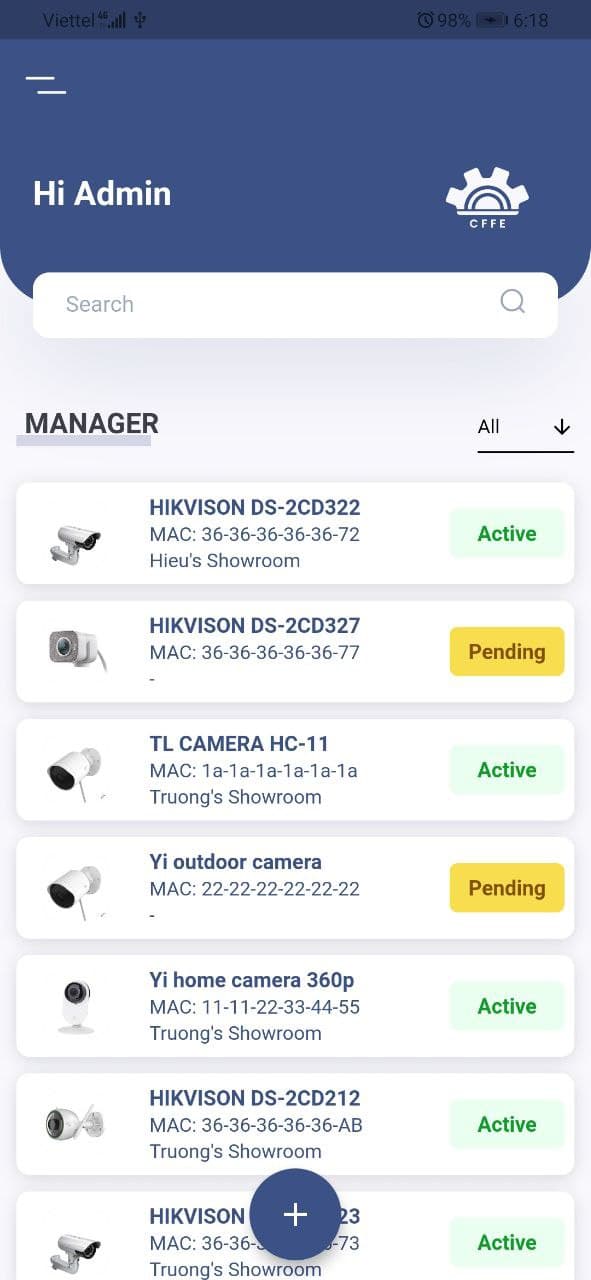 Viettel 4G 98% 6:18
Hi Admin
CFFE
Search
MANAGER
All
HIKVISON DS-2CD322
MAC: 36-36-36-36-36-72
Hieu's Showroom
Active
HIKVISON DS-2CD327
MAC: 36-36-36-36-36-77
-
Pending
TL CAMERA HC-11
MAC: 1a-1a-1a-1a-1a-1a
Truong's Showroom
Active
Yi outdoor camera
MAC: 22-22-22-22-22-22
-
Pending
Yi home camera 360p
MAC: 11-11-22-33-44-55
Truong's Showroom
Active
HIKVISON DS-2CD212
MAC: 36-36-36-36-36-AB
Truong's Showroom
Active
HIKVISON 23
MAC: 36-36- -73
Truong's Showroom
Active